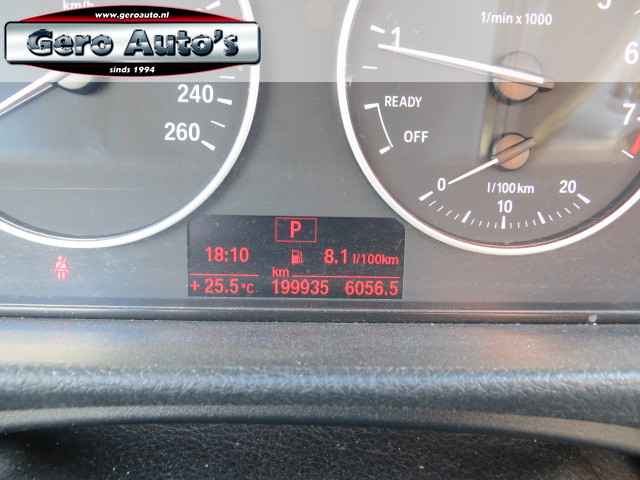 www.geroauto.nl
Gero Auto's
sinds 1994
km/h
240
260
1/min x 1000
1
6
7
READY
OFF
0
l/100 km
20
10
P
18:10
8.1 l/100km
km
+ 25.5 °C
199935
6056.5